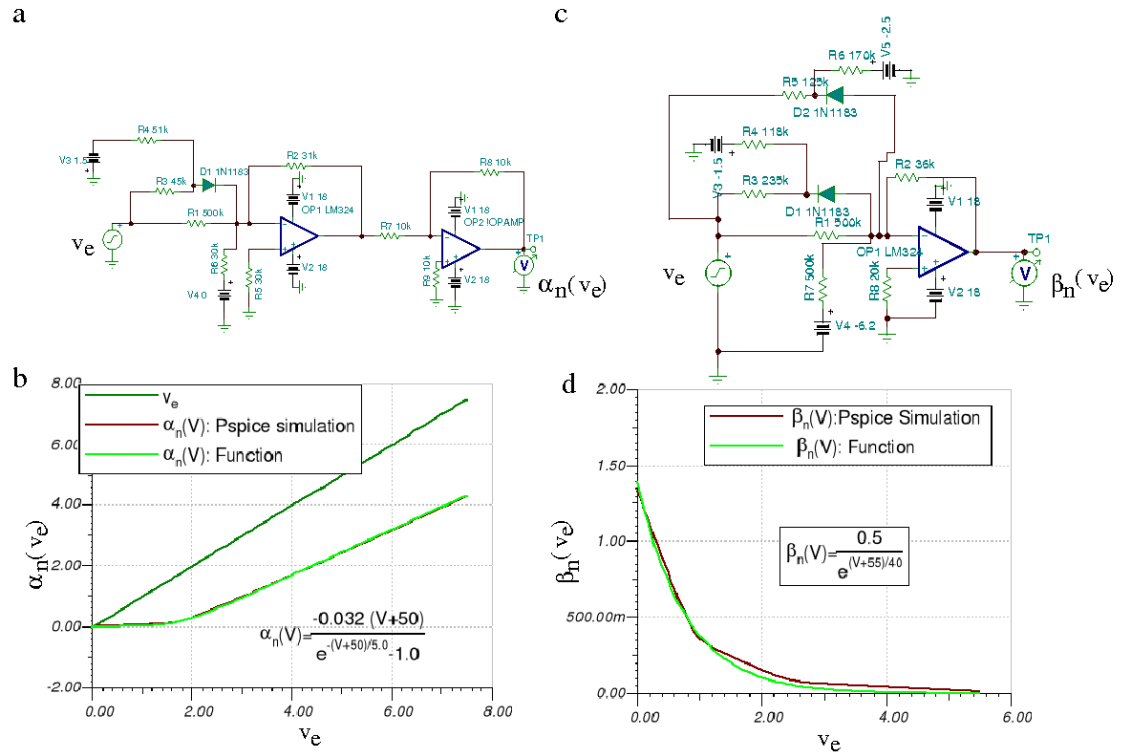 a
R4 51k
V3 1.5
D1 1N1183
R3 45k
R1 500k
R2 31k
R8 10k
V1 18
OP1 LM324
V1 18
OP2 !OPAMP
R7 10k
TP1
v_e
R6 30k
V4 0
R5 30k
V2 18
R9 10k
V2 18
V
α_n(v_e)
c
V5 -2.5
R6 170k
R5 125k
D2 1N1183
V3 -1.5
R4 118k
R3 235k
D1 1N1183
R2 36k
V1 18
R1 500k
OP1 LM324
TP1
v_e
R7 500k
R8 20k
V2 18
V
β_n(v_e)
V4 -6.2
b
8.00
6.00
4.00
2.00
0.00
-2.00
v_e
α_n(V): Pspice simulation
α_n(V): Function
α_n(v_e)
α_n(V)=-0.032 (V+50)
e^-(V+50)/5.0-1.0
0.00 2.00 4.00 6.00 8.00
v_e
d
2.00
1.50
1.00
500.00m
0.00
β_n(V):Pspice Simulation
β_n(V): Function
β_n(v_e)
β_n(V)=0.5
e^(V+55)/40
0.00 2.00 4.00 6.00
v_e